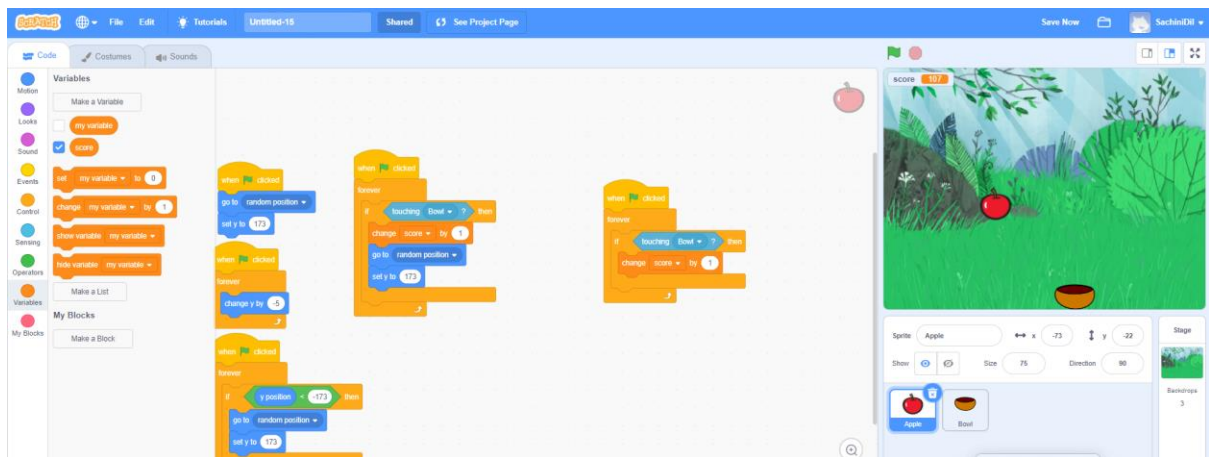 SCRATCH File Edit Tutorials Untitled-15 Shared See Project Page Save Now SachiniDil
Code Costumes Sounds
Motion
Looks
Sound
Events
Control
Sensing
Operators
Variables
My Blocks
Variables
Make a Variable
my variable
score
set my variable to 0
change my variable by 1
show variable my variable
hide variable my variable
Make a List
My Blocks
Make a Block
when clicked
go to random position
set y to 173
when clicked
forever
change y by -5
when clicked
forever
if y position < -173 then
go to random position
set y to 173
when clicked
forever
if touching Bowl ? then
change score by 1
go to random position
set y to 173
when clicked
forever
if touching Bowl ? then
change score by 1
score 107
Sprite Apple x -73 y -22
Show Size 75 Direction 90
Apple
Bowl
Stage
Backdrops
3